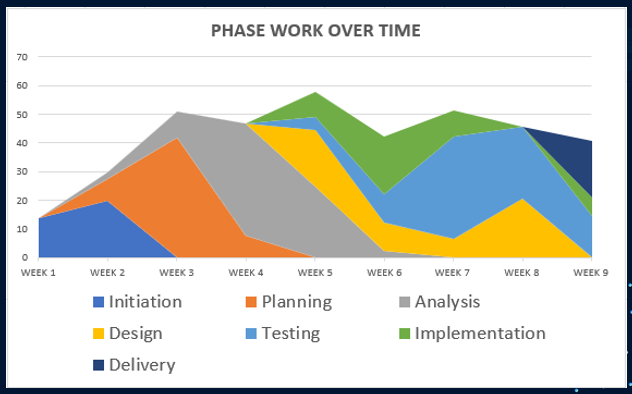 PHASE WORK OVER TIME
70
60
50
40
30
20
10
0
WEEK 1 WEEK 2 WEEK 3 WEEK 4 WEEK 5 WEEK 6 WEEK 7 WEEK 8 WEEK 9
Initiation Planning Analysis
Design Testing Implementation
Delivery